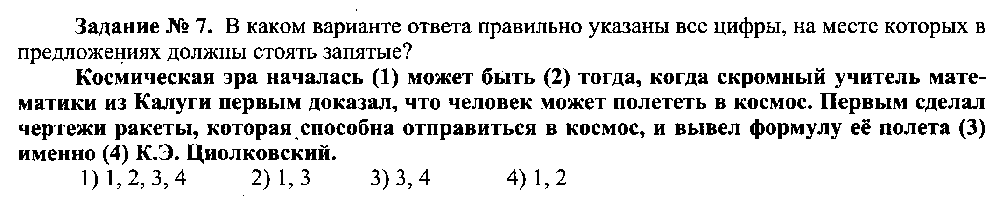 Задание № 7. В каком варианте ответа правильно указаны все цифры, на месте которых в
предложениях должны стоять запятые?
Космическая эра началась (1) может быть (2) тогда, когда скромный учитель мате-
матики из Калуги первым доказал, что человек может полететь в космос. Первым сделал
чертежи ракеты, которая способна отправиться в космос, и вывел формулу её полета (3)
именно (4) К.Э. Циолковский.
1) 1, 2, 3, 4 2) 1, 3 3) 3, 4 4) 1, 2